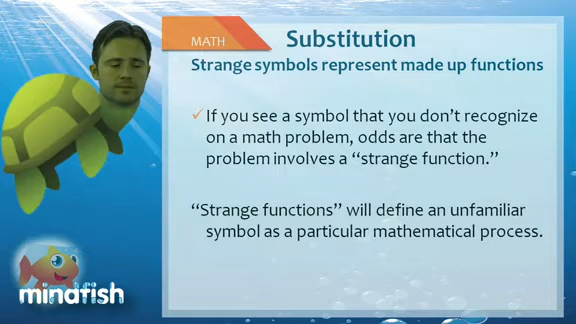 MATH
Substitution
Strange symbols represent made up functions
If you see a symbol that you don't recognize
on a math problem, odds are that the
problem involves a "strange function."
"Strange functions" will define an unfamiliar
symbol as a particular mathematical process.
mindfish